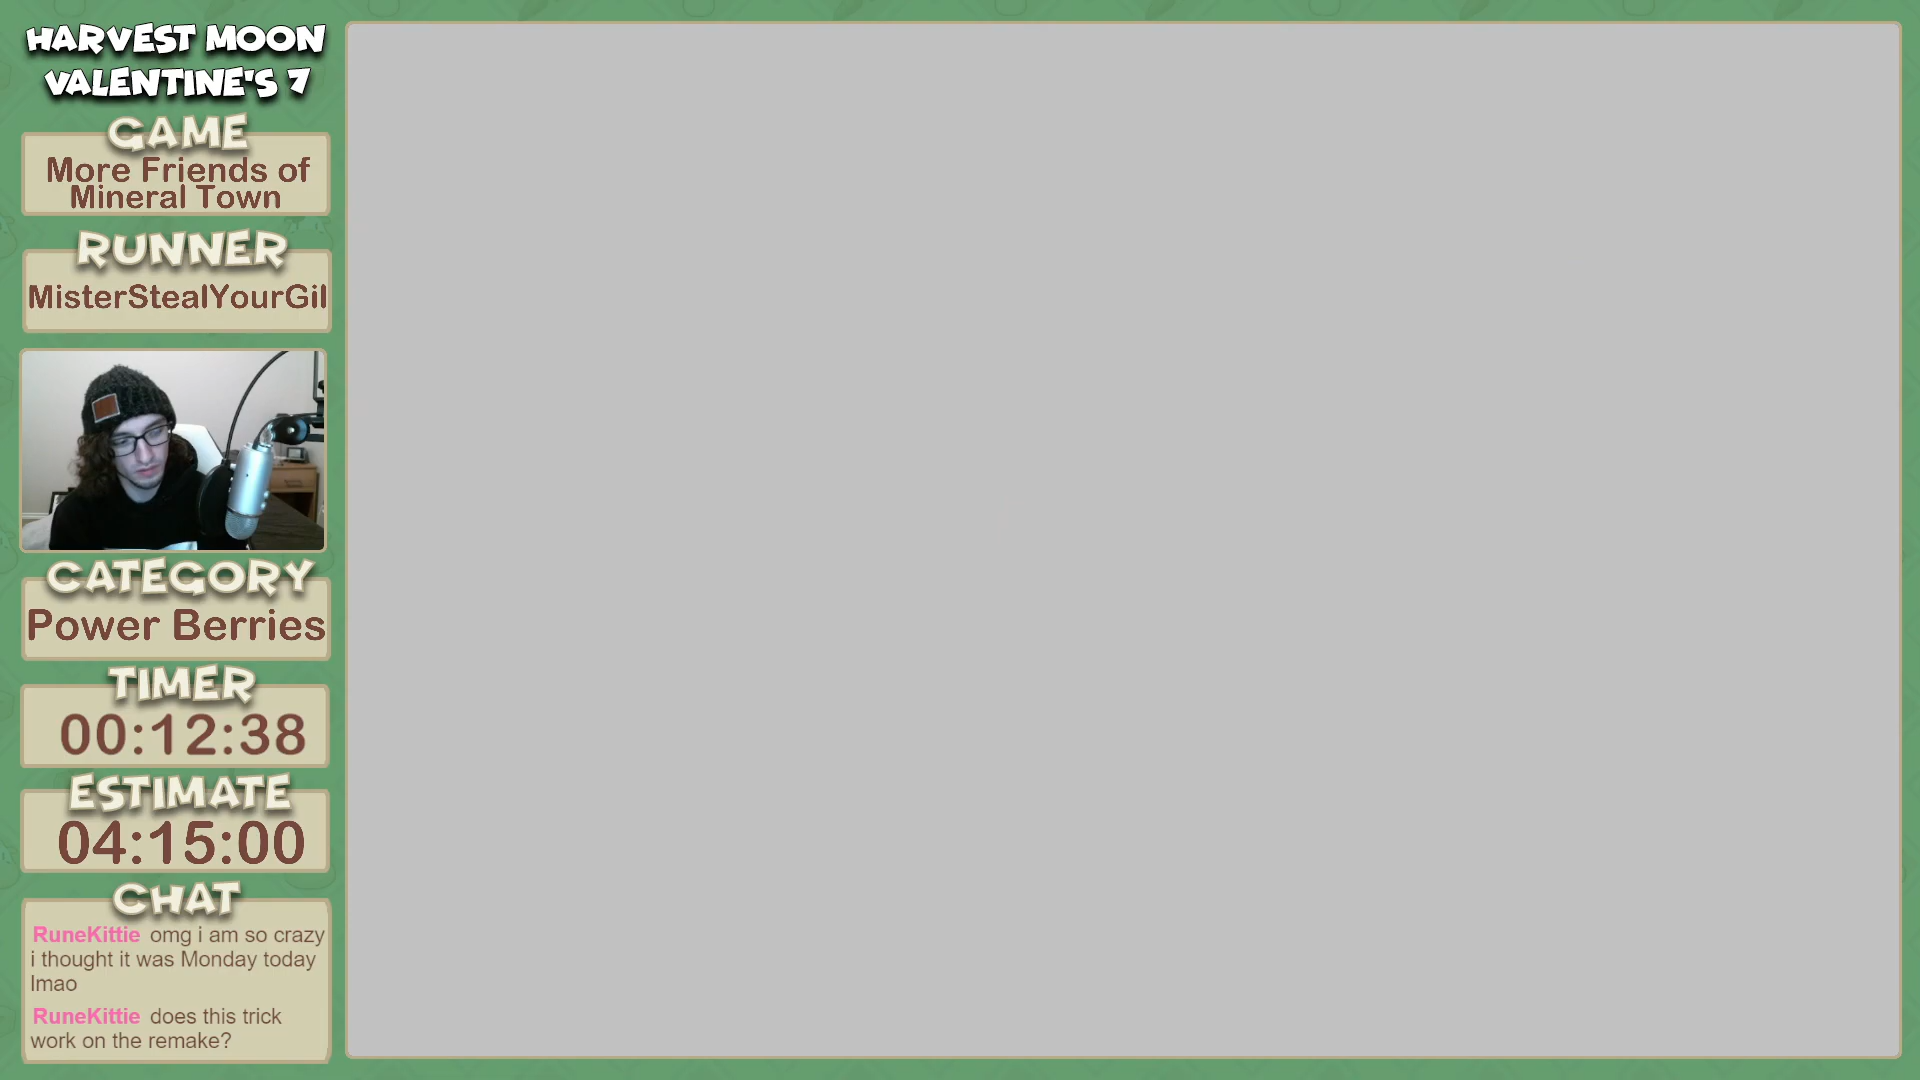 HARVEST MOON
VALENTINE'S 7
GAME
More Friends of
Mineral Town
RUNNER
MisterStealYourGil
CATEGORY
Power Berries
TIMER
00:12:38
ESTIMATE
04:15:00
CHAT
RuneKittie omg i am so crazy
i thought it was Monday today
lmao
RuneKittie does this trick
work on the remake?